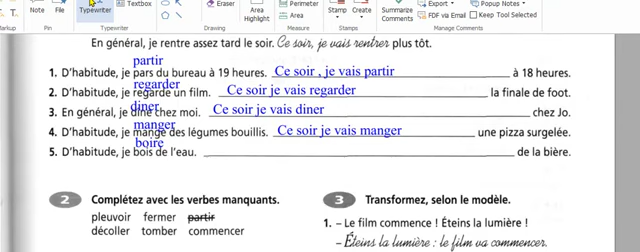 Note File Typewriter Textbox Eraser Area Highlight Perimeter Area Stamp Create Summarize Comments Export Popup Notes FDF via Email Keep Tool Selected
Pin Typewriter Drawing Measure Stamps Manage Comments
En général, je rentre assez tard le soir. Ce soir, je vais rentrer plus tôt.
partir
1. D'habitude, je pars du bureau à 19 heures. Ce soir , je vais partir à 18 heures.
regarder
2. D'habitude, je regarde un film. Ce soir je vais regarder la finale de foot.
diner
3. En général, je dîne chez moi. Ce soir je vais diner chez Jo.
manger
4. D'habitude, je mange des légumes bouillis. Ce soir je vais manger une pizza surgelée.
boire
5. D'habitude, je bois de l'eau. de la bière.
2 Complétez avec les verbes manquants.
pleuvoir fermer partir
décoller tomber commencer
3 Transformez, selon le modèle.
1. – Le film commence ! Éteins la lumière !
– Éteins la lumière : le film va commencer.